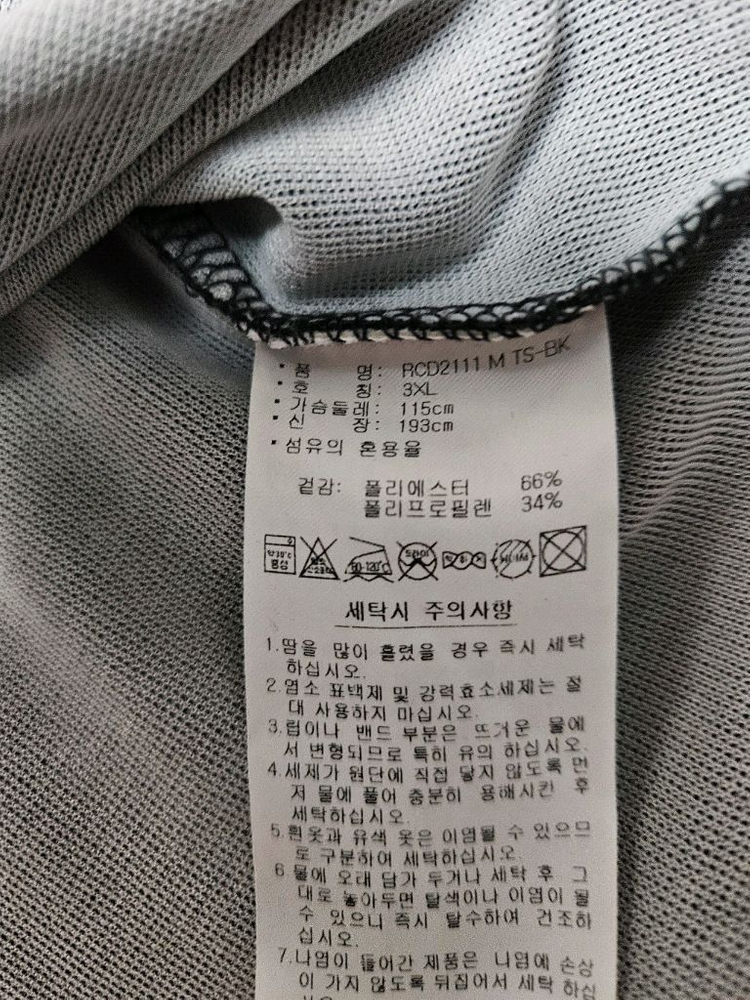 · 품 명: RCD2111 M TS-BK
· 호 칭: 3XL
· 가슴둘레: 115cm
· 신 장: 193cm
· 섬유의 혼용율
겉감: 폴리에스터 66%
폴리프로필렌 34%
약30℃ 중성
80-120℃
드라이
세탁시 주의사항
1.땀을 많이 흘렸을 경우 즉시 세탁
하십시오.
2.염소 표백제 및 강력효소세제는 절
대 사용하지 마십시오.
3.럽이나 밴드 부분은 뜨거운 물에
서 변형되므로 특히 유의 하십시오.
4.세제가 원단에 직접 닿지 않도록 먼
저 물에 풀어 충분히 용해시킨 후
세탁하십시오.
5.흰옷과 유색 옷은 이염될 수 있으므
로 구분하여 세탁하십시오.
6 물에 오래 담가 두거나 세탁 후 그
대로 놓아두면 탈색이나 이염이 될
수 있으니 즉시 탈수하여 건조하
십시오.
7.나염이 들어간 제품은 나염에 손상
이 가지 않도록 뒤집어서 세탁 하십